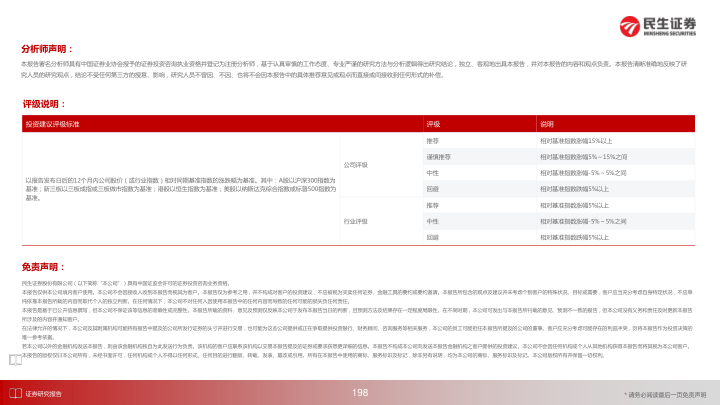 民生证券
MINSHENG SECURITIES
分析师声明：
本报告署名分析师具有中国证券业协会授予的证券投资咨询执业资格并登记为注册分析师，基于认真审慎的工作态度、专业严谨的研究方法与分析逻辑得出研究结论，独立、客观地出具本报告，并对本报告的内容和观点负责。本报告清晰准确地反映了研
究人员的研究观点，结论不受任何第三方的授意、影响，研究人员不曾因、不因、也将不会因本报告中的具体推荐意见或观点而直接或间接收到任何形式的补偿。
评级说明：
投资建议评级标准 评级 说明
以报告发布日后的12个月内公司股价（或行业指数）相对同期基准指数的涨跌幅为基准。其中：A股以沪深300指数为
基准；新三板以三板成指或三板做市指数为基准；港股以恒生指数为基准；美股以纳斯达克综合指数或标普500指数为
基准。
公司评级
推荐 相对基准指数涨幅15%以上
谨慎推荐 相对基准指数涨幅5%～15%之间
中性 相对基准指数涨幅-5%～5%之间
回避 相对基准指数跌幅5%以上
行业评级
推荐 相对基准指数涨幅5%以上
中性 相对基准指数涨幅-5%～5%之间
回避 相对基准指数跌幅5%以上
免责声明：
民生证券股份有限公司（以下简称“本公司”）具有中国证监会许可的证券投资咨询业务资格。
本报告仅供本公司境内客户使用。本公司不会因接收人收到本报告而视其为客户。本报告仅为参考之用，并不构成对客户的投资建议，不应被视为买卖任何证券、金融工具的要约或要约邀请。本报告所包含的观点及建议并未考虑个别客户的特殊状况、目标或需要，客户应当充分考虑自身特定状况，不应单
纯依靠本报告所载的内容而取代个人的独立判断。在任何情况下，本公司不对任何人因使用本报告中的任何内容而导致的任何可能的损失负任何责任。
本报告是基于已公开信息撰写，但本公司不保证该等信息的准确性或完整性。本报告所载的资料、意见及预测仅反映本公司于发布本报告当日的判断，且预测方法及结果存在一定程度局限性。在不同时期，本公司可发出与本报告所刊载的意见、预测不一致的报告，但本公司没有义务和责任及时更新本报告
所涉及的内容并通知客户。
在法律允许的情况下，本公司及其附属机构可能持有报告中提及的公司所发行证券的头寸并进行交易，也可能为这些公司提供或正在争取提供投资银行、财务顾问、咨询服务等相关服务，本公司的员工可能担任本报告所提及的公司的董事。客户应充分考虑可能存在的利益冲突，勿将本报告作为投资决策的
唯一参考依据。
若本公司以外的金融机构发送本报告，则由该金融机构独自为此发送行为负责。该机构的客户应联系该机构以交易本报告提及的证券或要求获悉更详细的信息。本报告不构成本公司向发送本报告金融机构之客户提供的投资建议。本公司不会因任何机构或个人从其他机构获得本报告而将其视为本公司客户。
本报告的版权仅归本公司所有，未经书面许可，任何机构或个人不得以任何形式、任何目的进行翻版、转载、发表、篡改或引用。所有在本报告中使用的商标、服务标识及标记，除非另有说明，均为本公司的商标、服务标识及标记。本公司版权所有并保留一切权利。
证券研究报告 198 * 请务必阅读最后一页免责声明